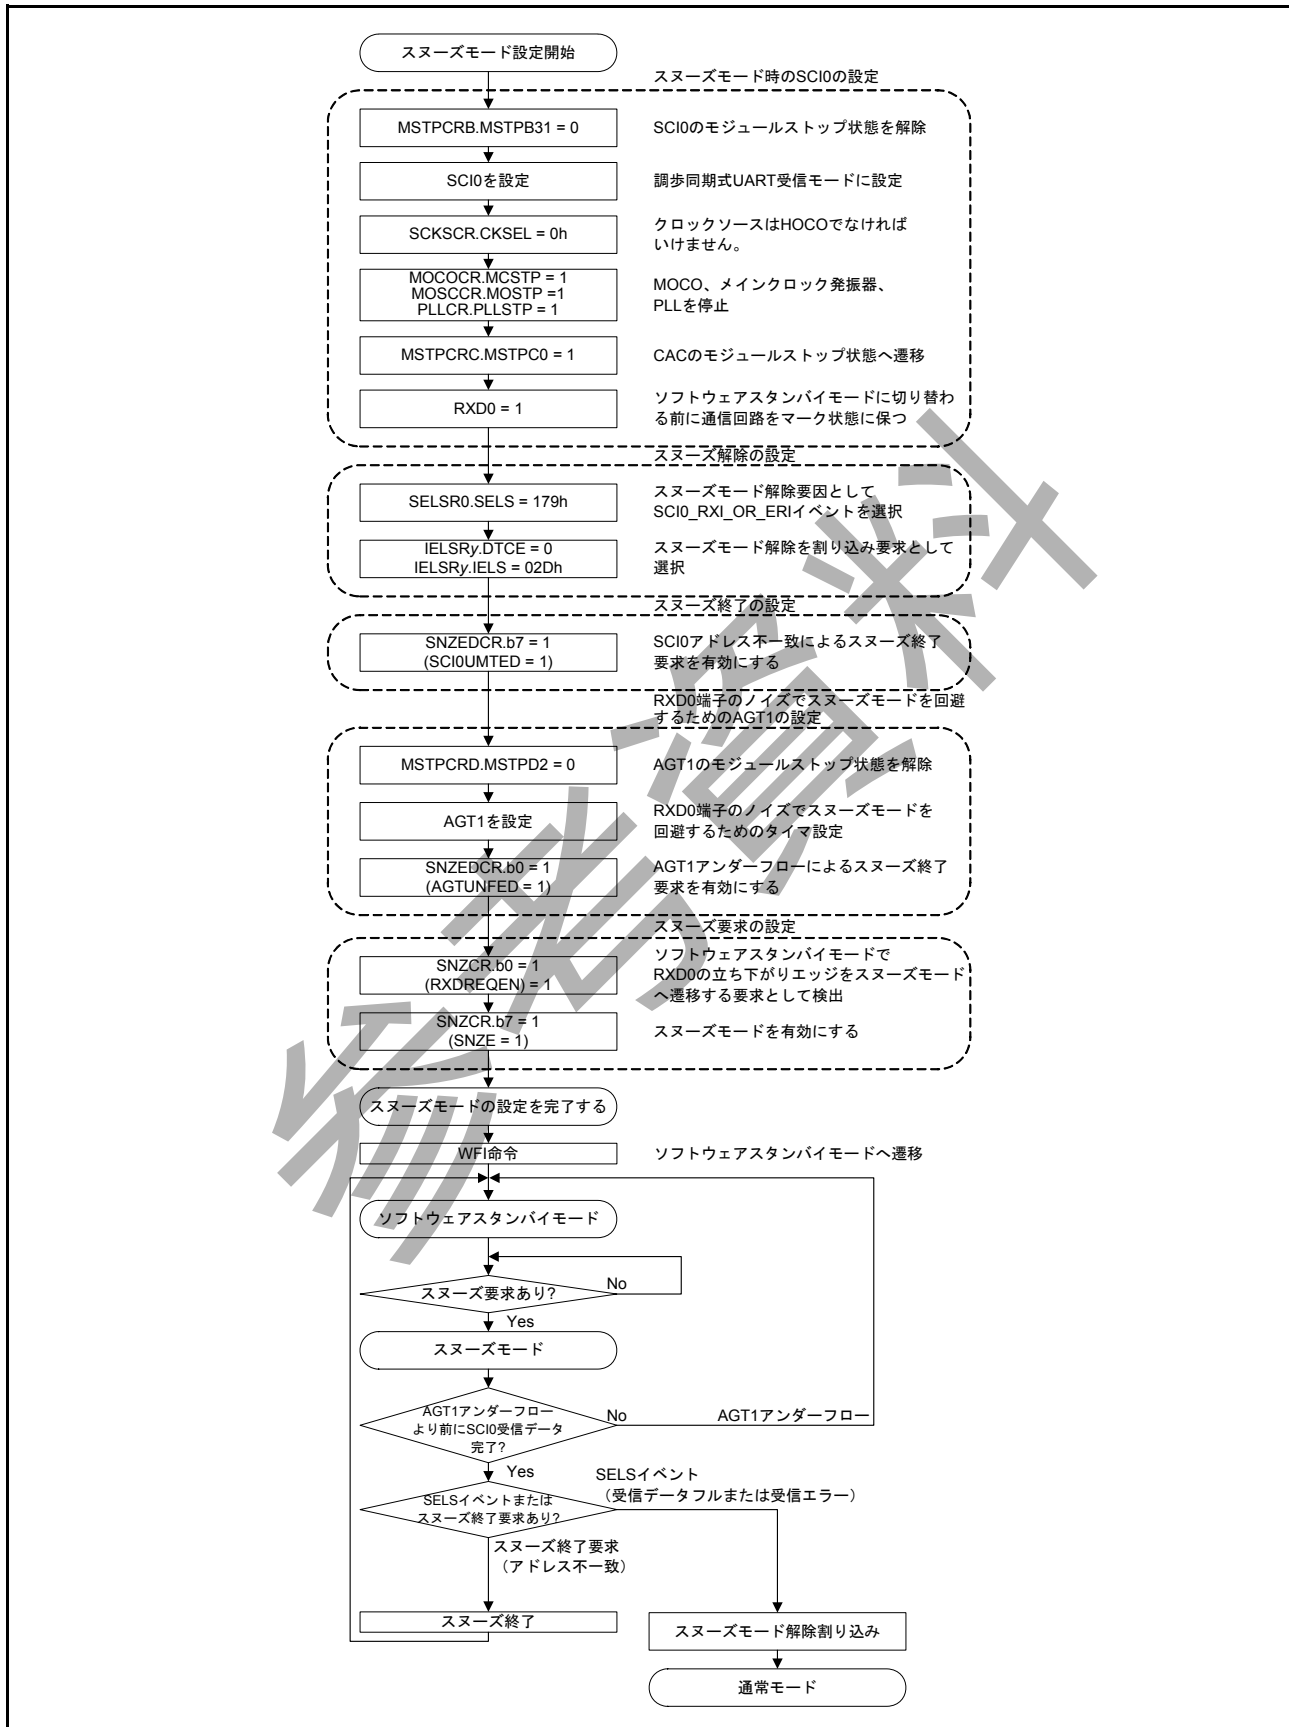 スヌーズモード設定開始
スヌーズモード時のSCI0の設定
MSTPCRB.MSTPB31 = 0
SCI0のモジュールストップ状態を解除
SCI0を設定
調歩同期式UART受信モードに設定
SCKSCR.CKSEL = 0h
クロックソースはHOCOでなければ
いけません。
MOCOCR.MCSTP = 1
MOSCCR.MOSTP =1
PLLCR.PLLSTP = 1
MOCO、メインクロック発振器、
PLLを停止
MSTPCRC.MSTPC0 = 1
CACのモジュールストップ状態へ遷移
RXD0 = 1
ソフトウェアスタンバイモードに切り替わ
る前に通信回路をマーク状態に保つ
スヌーズ解除の設定
SELSR0.SELS = 179h
スヌーズモード解除要因として
SCI0_RXI_OR_ERIイベントを選択
IELSRy.DTCE = 0
IELSRy.IELS = 02Dh
スヌーズモード解除を割り込み要求として
選択
スヌーズ終了の設定
SNZEDCR.b7 = 1
(SCI0UMTED = 1)
SCI0アドレス不一致によるスヌーズ終了
要求を有効にする
RXD0端子のノイズでスヌーズモードを回避
するためのAGT1の設定
MSTPCRD.MSTPD2 = 0
AGT1のモジュールストップ状態を解除
AGT1を設定
RXD0端子のノイズでスヌーズモードを
回避するためのタイマ設定
SNZEDCR.b0 = 1
(AGTUNFED = 1)
AGT1アンダーフローによるスヌーズ終了
要求を有効にする
スヌーズ要求の設定
SNZCR.b0 = 1
(RXDREQEN) = 1
ソフトウェアスタンバイモードで
RXD0の立ち下がりエッジをスヌーズモード
へ遷移する要求として検出
SNZCR.b7 = 1
(SNZE = 1)
スヌーズモードを有効にする
スヌーズモードの設定を完了する
WFI命令
ソフトウェアスタンバイモードへ遷移
ソフトウェアスタンバイモード
スヌーズ要求あり?
No
Yes
スヌーズモード
AGT1アンダーフロー
より前にSCI0受信データ
完了?
No
AGT1アンダーフロー
Yes
SELSイベント
（受信データフルまたは受信エラー）
SELSイベントまたは
スヌーズ終了要求あり?
スヌーズ終了要求
（アドレス不一致）
スヌーズ終了
スヌーズモード解除割り込み
通常モード
参考資料